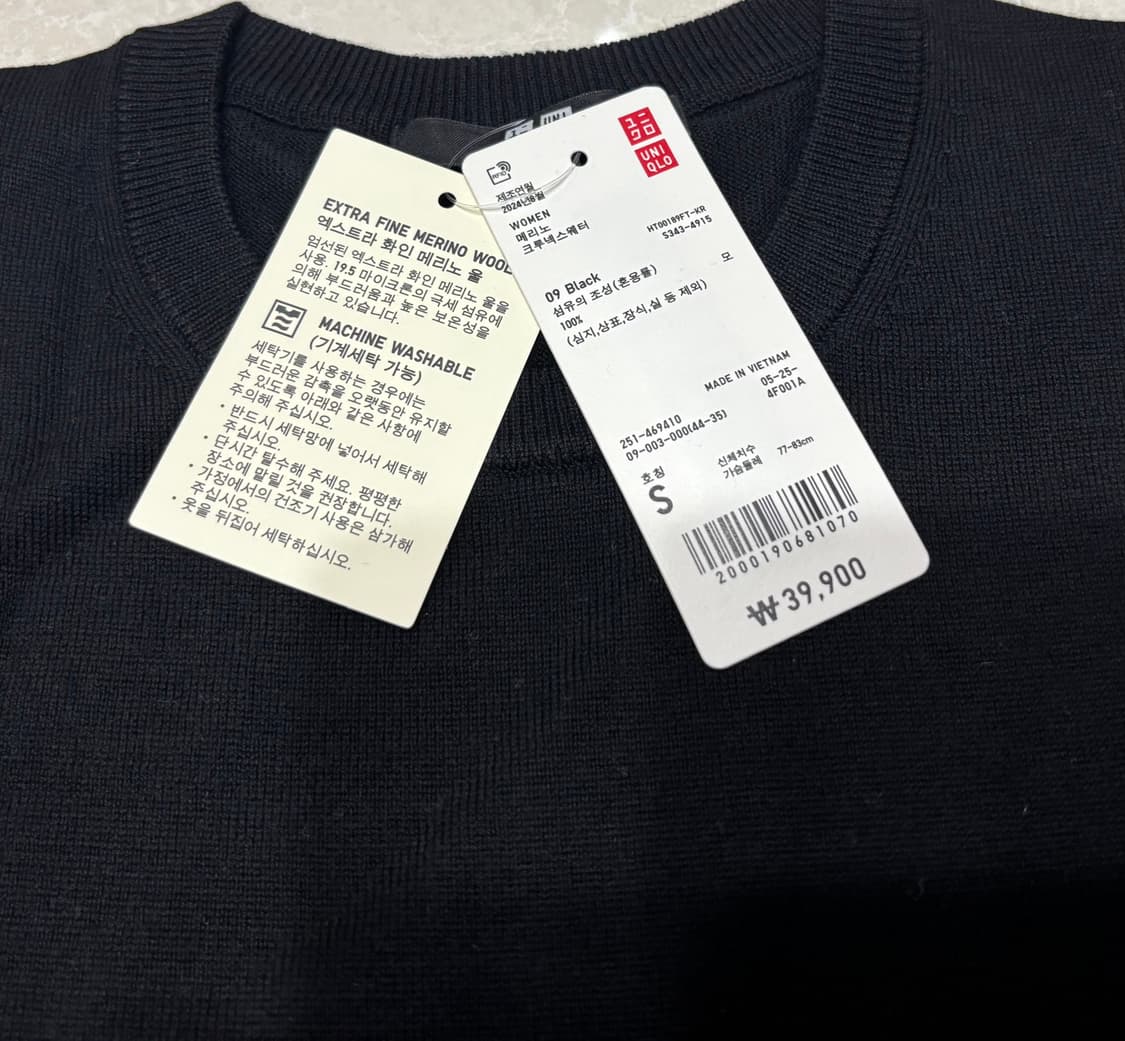 EXTRA FINE MERINO WOOL
엑스트라 화인 메리노 울
엄선된 엑스트라 화인 메리노 울을
사용. 19.5 마이크론의 극세 섬유에
의해 부드러움과 높은 보온성을
실현하고 있습니다.
MACHINE WASHABLE
(기계세탁 가능)
세탁기를 사용하는 경우에는
부드러운 감촉을 오랫동안 유지할
수 있도록 아래와 같은 사항에
주의해 주십시오.
• 반드시 세탁망에 넣어서 세탁해
주십시오.
• 단시간 탈수해 주세요. 평평한
장소에 말릴 것을 권장합니다.
• 가정에서의 건조기 사용은 삼가해
주십시오.
• 옷을 뒤집어 세탁하십시오.
ユニ
クロ
UNI
QLO
RFID
제조연월
2024년8월
WOMEN
메리노
크루넥스웨터
HT00189FT-KR
S343-4915
09 Black
섬유의 조성(혼용률)
모
100%
(심지,상표,장식,실 등 제외)
MADE IN VIETNAM
05-25-
4F001A
251-469410
09-003-000(44-35)
호칭
S
신체치수
가슴둘레 77-83cm
2000190681070
₩39,900
ユニ
UNI